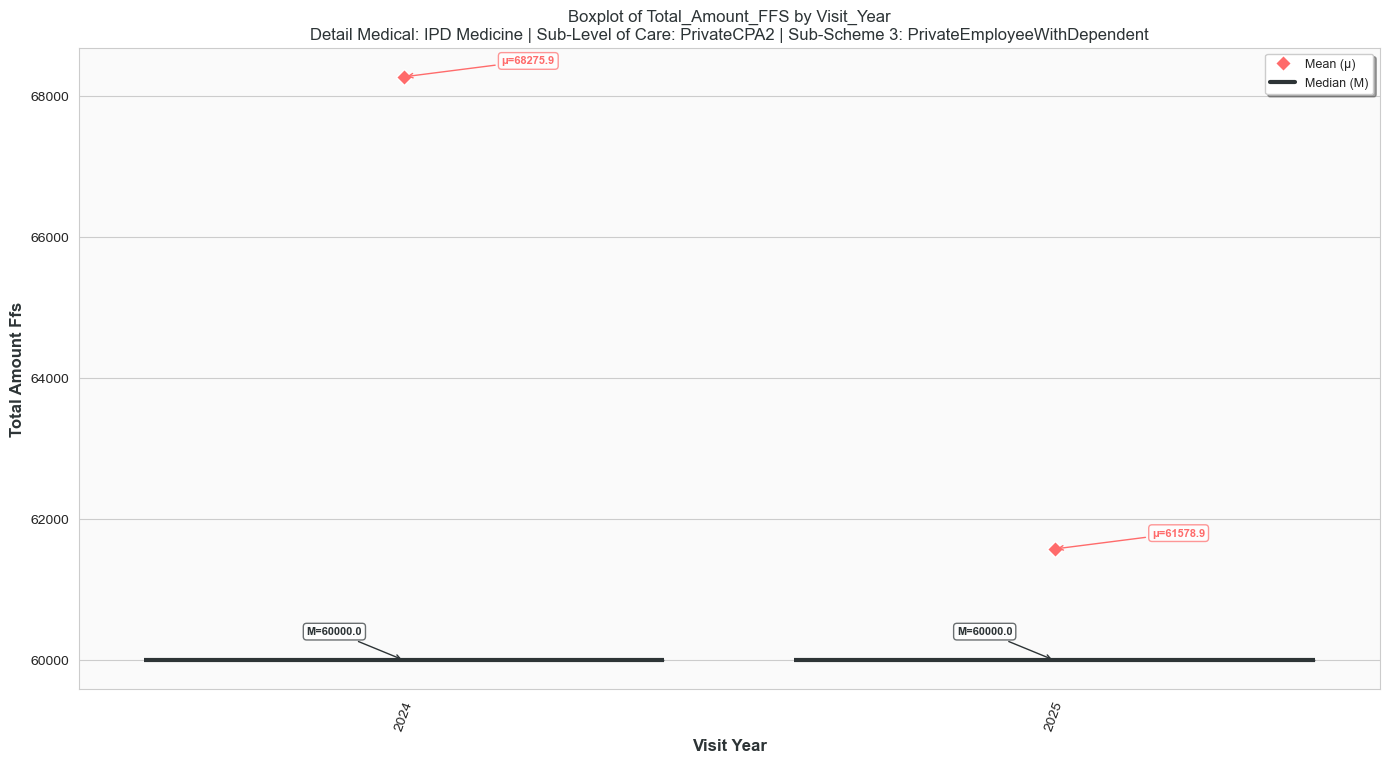 Boxplot of Total_Amount_FFS by Visit_Year
Detail Medical: IPD Medicine | Sub-Level of Care: PrivateCPA2 | Sub-Scheme 3: PrivateEmployeeWithDependent
μ=68275.9
Mean (μ)
Median (M)
68000
66000
64000
62000
60000
Total Amount Ffs
μ=61578.9
M=60000.0
M=60000.0
2024
2025
Visit Year